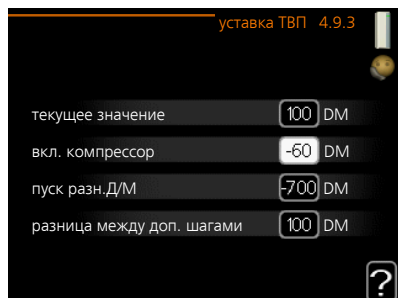 уставка ТВП 4.9.3
текущее значение 100 DM
вкл. компрессор -60 DM
пуск разн.Д/М -700 DM
разница между доп. шагами 100 DM
?